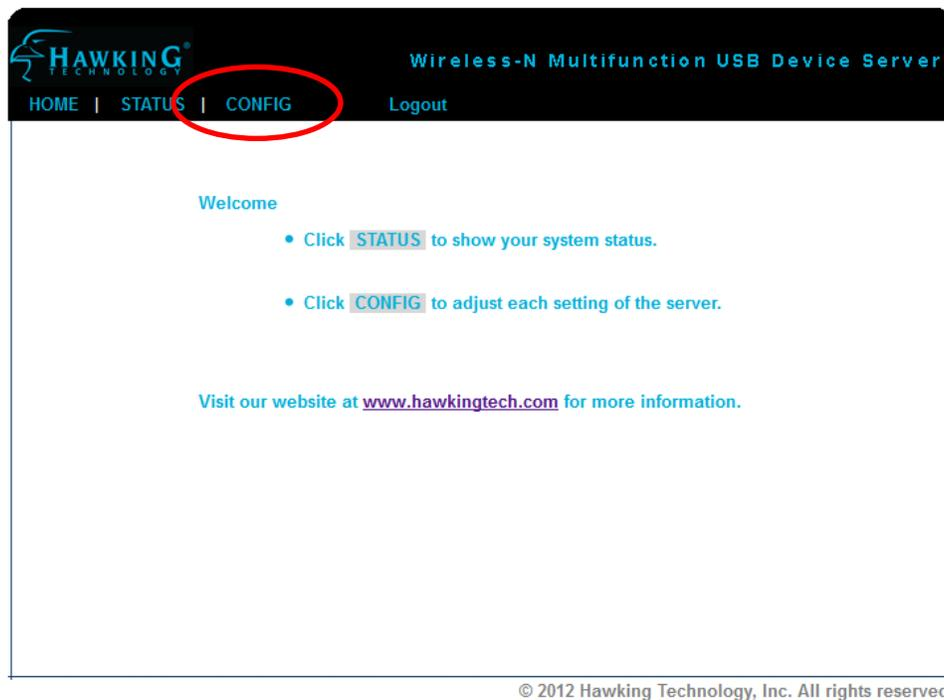 HAWKING®
TECHNOLOGY
Wireless-N Multifunction USB Device Server
HOME | STATUS | CONFIG Logout
Welcome
• Click STATUS to show your system status.
• Click CONFIG to adjust each setting of the server.
Visit our website at www.hawkingtech.com for more information.
© 2012 Hawking Technology, Inc. All rights reserved